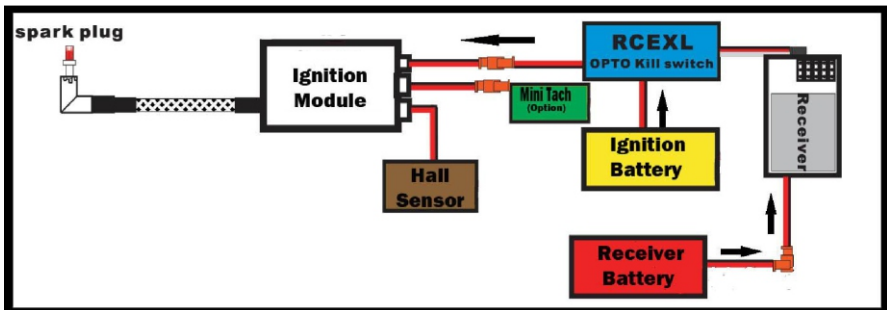 spark plug
Ignition
Module
RCEXL
OPTO Kill switch
Mini Tach
(Option)
Receiver
Hall
Sensor
Ignition
Battery
Receiver
Battery